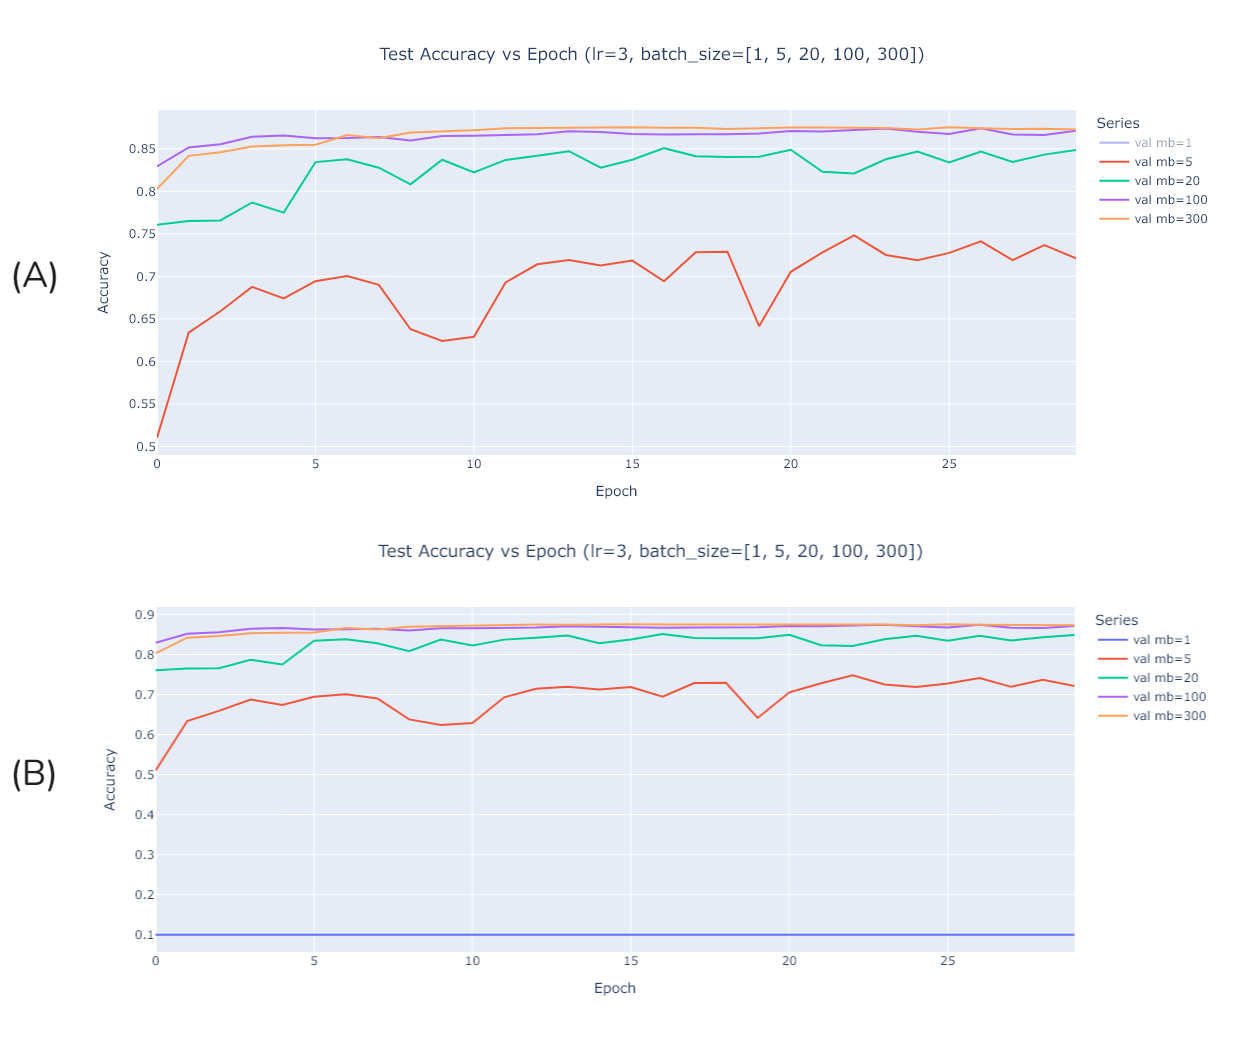 Test Accuracy vs Epoch (lr=3, batch_size=[1, 5, 20, 100, 300])
(A)
Accuracy
0.85
0.8
0.75
0.7
0.65
0.6
0.55
0.5
0 5 10 15 20 25
Epoch
Series
val mb=1
val mb=5
val mb=20
val mb=100
val mb=300
Test Accuracy vs Epoch (lr=3, batch_size=[1, 5, 20, 100, 300])
(B)
Accuracy
0.9
0.8
0.7
0.6
0.5
0.4
0.3
0.2
0.1
0 5 10 15 20 25
Epoch
Series
val mb=1
val mb=5
val mb=20
val mb=100
val mb=300